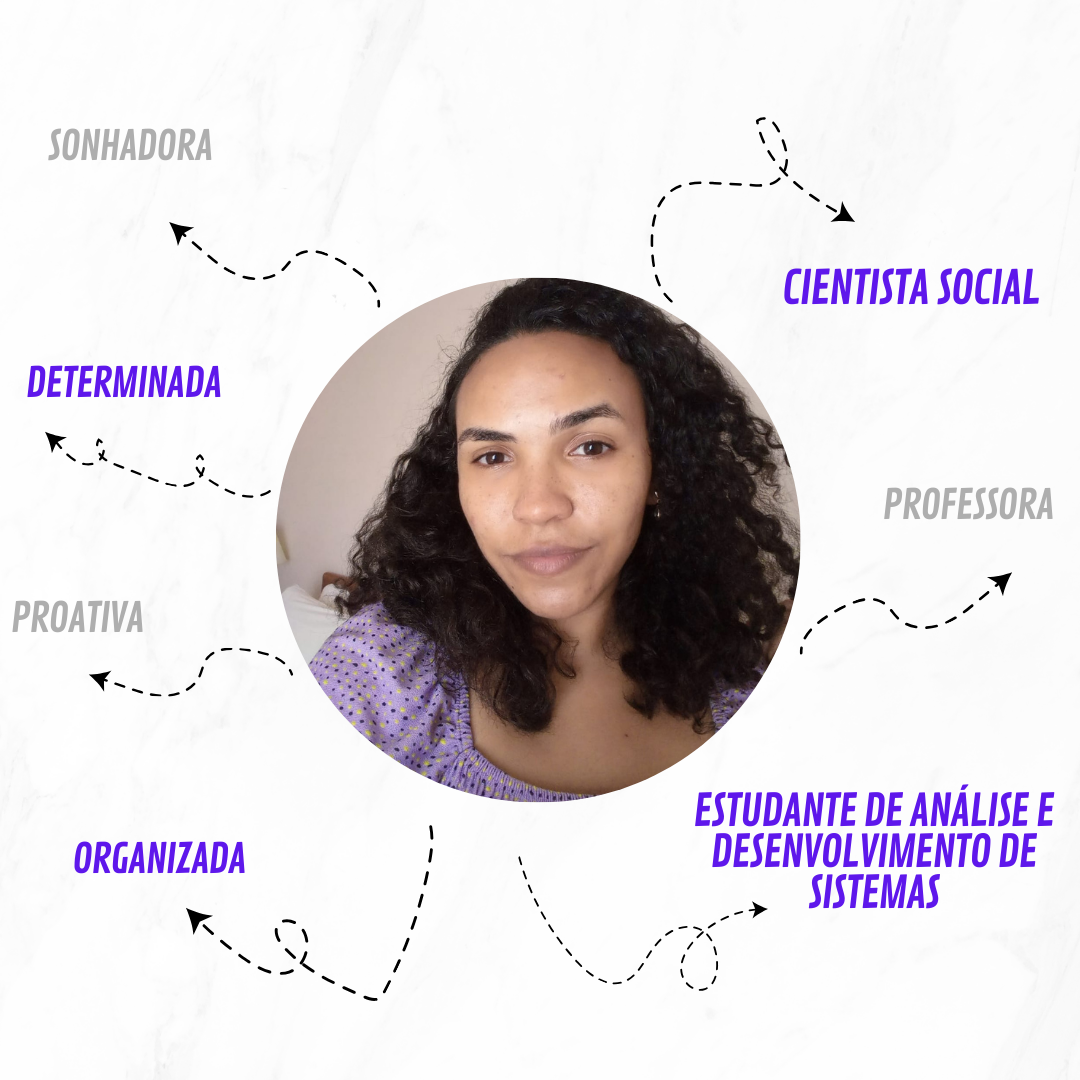 SONHADORA
CIENTISTA SOCIAL
DETERMINADA
PROFESSORA
PROATIVA
ESTUDANTE DE ANÁLISE E
DESENVOLVIMENTO DE
SISTEMAS
ORGANIZADA